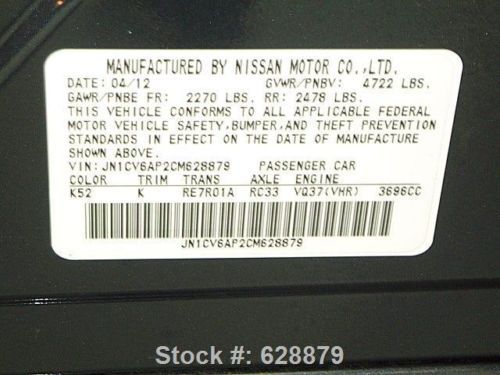 MANUFACTURED BY NISSAN MOTOR CO.,LTD.
DATE: 04/12 GVWR/PNBV: 4722 LBS.
GAWR/PNBE FR: 2270 LBS. RR: 2478 LBS.
THIS VEHICLE CONFORMS TO ALL APPLICABLE FEDERAL
MOTOR VEHICLE SAFETY,BUMPER,AND THEFT PREVENTION
STANDARDS IN EFFECT ON THE DATE OF MANUFACTURE
SHOWN ABOVE.
VIN: JN1CV6AP2CM628879 PASSENGER CAR
COLOR TRIM TRANS AXLE ENGINE
K52 K RE7R01A RC33 VQ37(VHR) 3696CC
JN1CV6AP2CM628879
Stock #: 628879